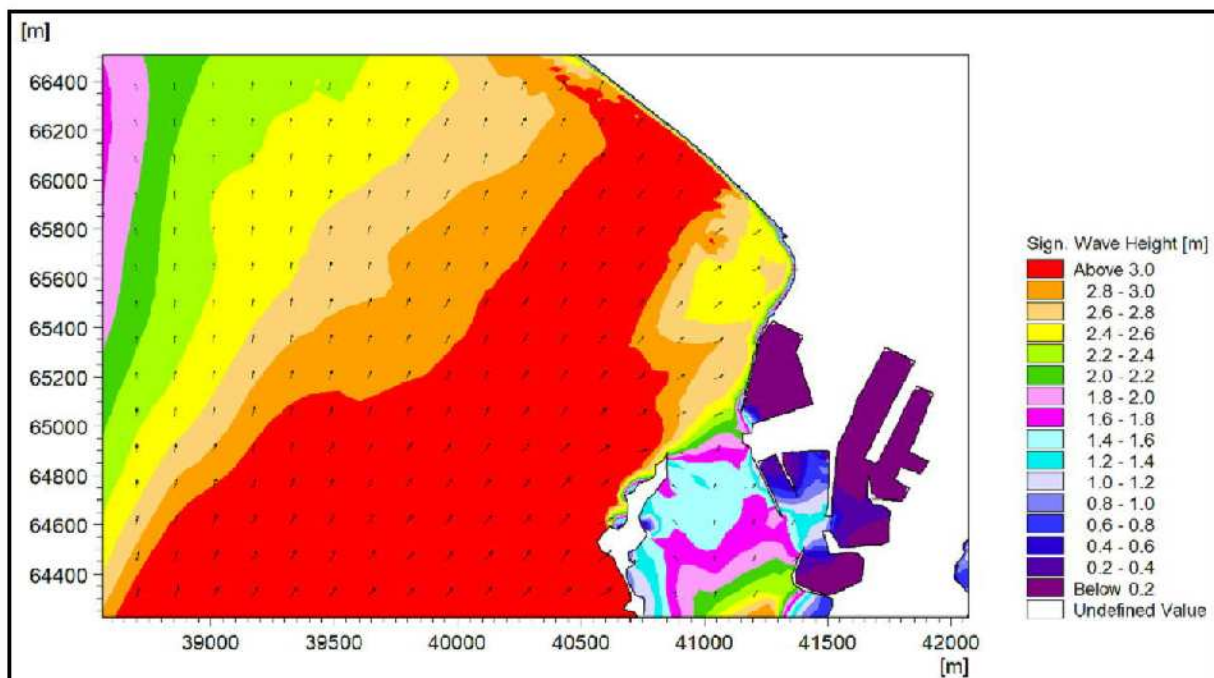 [m]
66400
66200
66000
65800
65600
65400
65200
65000
64800
64600
64400
39000 39500 40000 40500 41000 41500 42000
[m]
Sign. Wave Height [m]
Above 3.0
2.8 - 3.0
2.6 - 2.8
2.4 - 2.6
2.2 - 2.4
2.0 - 2.2
1.8 - 2.0
1.6 - 1.8
1.4 - 1.6
1.2 - 1.4
1.0 - 1.2
0.8 - 1.0
0.6 - 0.8
0.4 - 0.6
0.2 - 0.4
Below 0.2
Undefined Value